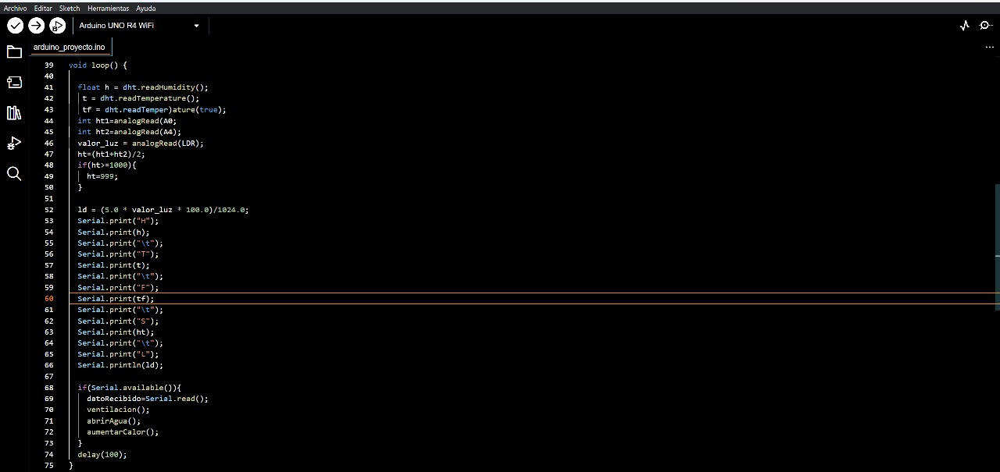 Archivo Editar Sketch Herramientas Ayuda
Arduino UNO R4 WiFi
arduino_proyecto.ino
39 void loop() {
40
41 float h = dht.readHumidity();
42 t = dht.readTemperature();
43 tf = dht.readTemper)ature(true);
44 int ht1=analogRead(A0;
45 int ht2=analogRead(A4);
46 valor_luz = analogRead(LDR);
47 ht=(ht1+ht2)/2;
48 if(ht>=1000){
49 ht=999;
50 }
51
52 ld = (5.0 * valor_luz * 100.0)/1024.0;
53 Serial.print("H");
54 Serial.print(h);
55 Serial.print("\t");
56 Serial.print("T");
57 Serial.print(t);
58 Serial.print("\t");
59 Serial.print("F");
60 Serial.print(tf);
61 Serial.print("\t");
62 Serial.print("S");
63 Serial.print(ht);
64 Serial.print("\t");
65 Serial.print("L");
66 Serial.println(ld);
67
68 if(Serial.available()){
69 datoRecibido=Serial.read();
70 ventilacion();
71 abrirAgua();
72 aumentarCalor();
73 }
74 delay(100);
75 }